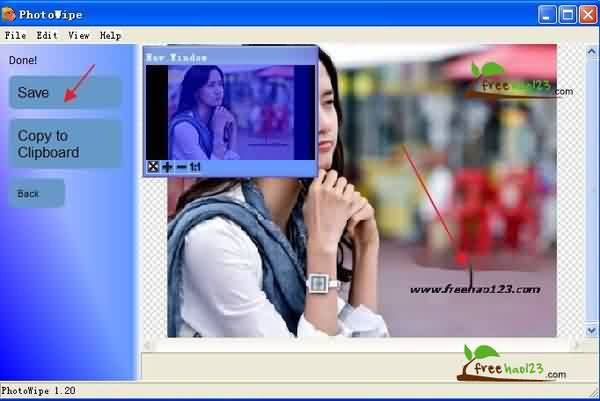 PhotoWipe
File Edit View Help
Done!
Save
Copy to
Clipboard
Back
Nav Window
1:1
freehao123
.com
www.freehao123.com
freehao123
.com
PhotoWipe 1.20